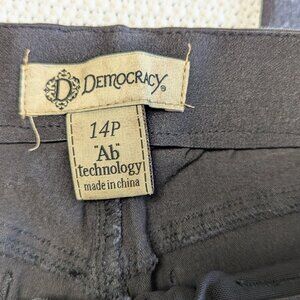 D DEMOCRACY®
14P
"Ab"
technology
made in china